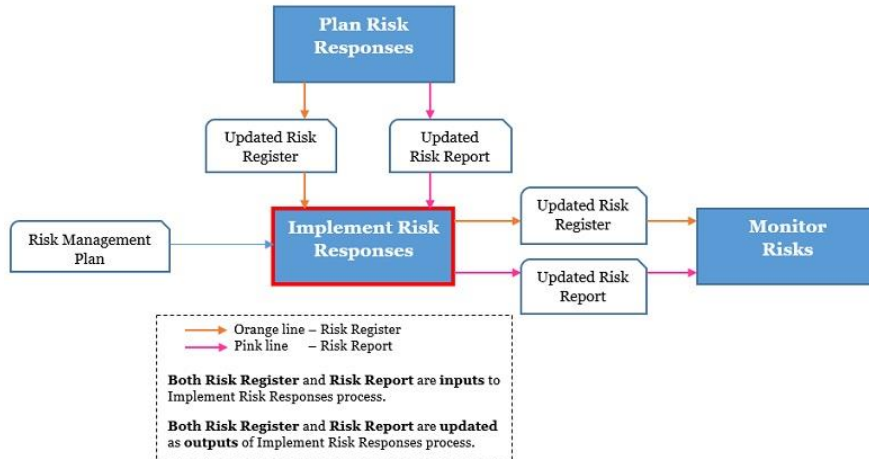 Plan Risk
Responses
Updated Risk
Register
Updated
Risk Report
Risk Management
Plan
Implement Risk
Responses
Updated Risk
Register
Updated Risk
Report
Monitor
Risks
Orange line – Risk Register
Pink line – Risk Report
Both Risk Register and Risk Report are inputs to
Implement Risk Responses process.
Both Risk Register and Risk Report are updated
as outputs of Implement Risk Responses process.